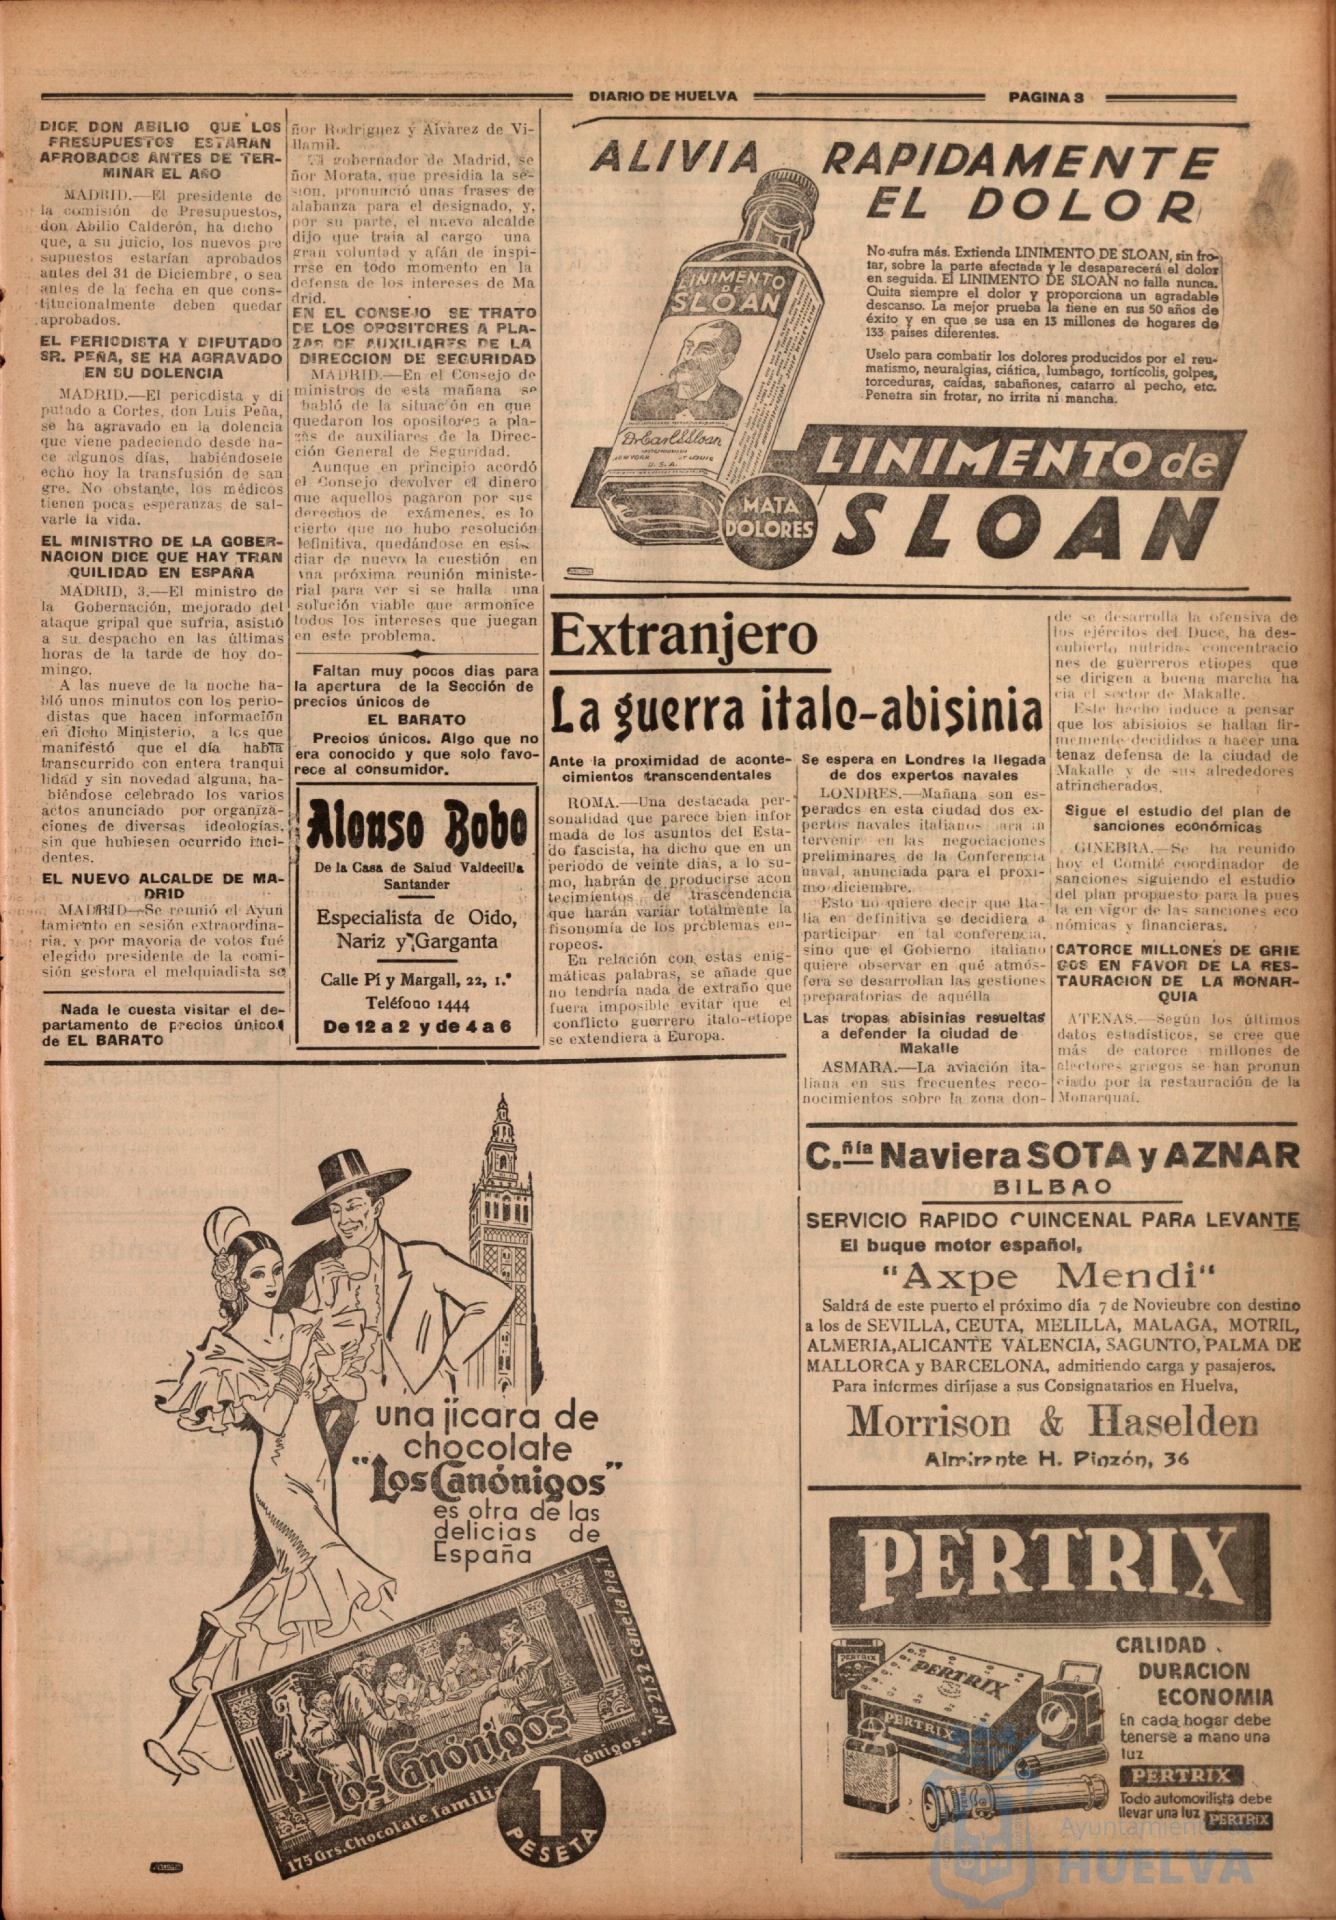 DIARIO DE HUELVA
PAGINA 3
DICE DON ABILIO QUE LOS
PRESUPUESTOS ESTARAN
APROBADOS ANTES DE TER-
MINAR EL AÑO
MADRID.—El presidente de
la comisión de Presupuestos,
don Abilio Calderón, ha dicho
que, a su juicio, los nuevos pre
supuestos estarían aprobados
antes del 31 de Diciembre, o sea
antes de la fecha en que cons-
titucionalmente deben quedar
aprobados.
EL PERIODISTA Y DIPUTADO
SR. PEÑA, SE HA AGRAVADO
EN SU DOLENCIA
MADRID.—El periodista y di
putado a Cortes, don Luis Peña,
se ha agravado en la dolencia
que viene padeciendo desde ha-
ce algunos días, habiéndosele
echo hoy la transfusión de san
gre. No obstante, los médicos
tienen pocas esperanzas de sal-
varle la vida.
EL MINISTRO DE LA GOBER-
NACION DICE QUE HAY TRAN
QUILIDAD EN ESPAÑA
MADRID, 3.—El ministro de
la Gobernación, mejorado del
ataque gripal que sufria, asistió
a su despacho en las últimas
horas de la tarde de hoy do-
mingo.
A las nueve de la noche ha-
bló unos minutos con los perio-
distas que hacen información
en dicho Ministerio, a los que
manifestó que el día había
transcurrido con entera tranqui
lidad y sin novedad alguna, ha-
biéndose celebrado los varios
actos anunciado por organiza-
ciones de diversas ideologías,
sin que hubiesen ocurrido inci-
dentes.
EL NUEVO ALCALDE DE MA-
DRID
MADRID—Se reunió el Ayun
tamiento en sesión extraordina-
ria, y por mayoria de votos fué
elegido presidente de la comi-
sión gestora el melquiadista se
Nada le cuesta visitar el de-
partamento de precios único.
de EL BARATO
ñor Rodriguez y Alvarez de Vi-
llamil.
El gobernador de Madrid, se
ñor Morata, que presidia la se-
sion, pronunció unas frases de
alabanza para el designado, y,
por su parte, el nuevo alcalde
dijo que traia al cargo una
gran voluntad y afán de inspi-
rrse en todo momento en la
defensa de los intereses de Ma
drid.
EN EL CONSEJO SE TRATO
DE LOS OPOSITORES A PLA-
ZAS DE AUXILIARES DE LA
DIRECCION DE SEGURIDAD
MADRID.—En el Consejo de
ministros de esta mañana se
habló de la situación en que
quedaron los opositores a pla-
zas de auxiliares de la Direc-
ción General de Seguridad.
Aunque en principio acordó
el Consejo devolver el dinero
que aquellos pagaron por sus
derechos de exámenes, es lo
cierto que no hubo resolución
definitiva, quedándose en estu-
diar de nuevo la cuestión en
una próxima reunión ministe-
rial para ver si se halla una
solución viable que armonice
todos los intereses que juegan
en este problema.
Faltan muy pocos dias para
la apertura de la Sección de
precios únicos de
EL BARATO
Precios únicos. Algo que no
era conocido y que solo favo-
rece al consumidor.
Alonso Bobo
De la Casa de Salud Valdecilla
Santander
Especialista de Oido,
Nariz y Garganta
Calle Pí y Margall, 22, 1.º
Teléfono 1444
De 12 a 2 y de 4 a 6
ALIVIA RAPIDAMENTE
EL DOLOR
No sufra más. Extienda LINIMENTO DE SLOAN, sin fro-
tar, sobre la parte afectada y le desaparecerá el dolor
en seguida. El LINIMENTO DE SLOAN no falla nunca.
Quita siempre el dolor y proporciona un agradable
descanso. La mejor prueba la tiene en sus 50 años de
éxito y en que se usa en 13 millones de hogares de
133 países diferentes.
Uselo para combatir los dolores producidos por el reu-
matismo, neuralgias, ciática, lumbago, tortícolis, golpes,
torceduras, caídas, sabañones, catarro al pecho, etc.
Penetra sin frotar, no irrita ni mancha.
LINIMENTO
DE
SLOAN
Dr Earl S Sloan
NEW YORK ST LOUIS
U. S. A.
MATA
DOLORES
LINIMENTO de
SLOAN
Extranjero
La guerra italo-abisinia
Ante la proximidad de aconte-
cimientos transcendentales
ROMA.—Una destacada per-
sonalidad que parece bien infor
mada de los asuntos del Esta-
do fascista, ha dicho que en un
periodo de veinte dias, a lo su-
mo, habrán de producirse acon
tecimientos de trascendencia
que harán variar totalmente la
fisonomía de los problemas eu-
ropeos.
En relación con estas enig-
máticas palabras, se añade que
no tendría nada de extraño que
fuera imposible evitar que el
conflicto guerrero italo-etiope
se extendiera a Europa.
Se espera en Londres la llegada
de dos expertos navales
LONDRES.—Mañana son es-
perados en esta ciudad dos ex-
pertos navales italianos para in
tervenir en las negociaciones
preliminares de la Conferencia
naval, anunciada para el proxi-
mo diciembre.
Esto no quiere decir que Ita-
lia en definitiva se decidiera a
participar en tal conferencia,
sino que el Gobierno italiano
quiere observar en qué atmós-
fera se desarrollan las gestiones
preparatorias de aquélla
Las tropas abisinias resueltas
a defender la ciudad de
Makalle
ASMARA.—La aviación ita-
liana en sus frecuentes reco-
nocimientos sobre la zona don-
de se desarrolla la ofensiva de
los ejércitos del Duce, ha des-
cubierto nutridas concentracio
nes de guerreros etiopes que
se dirigen a buena marcha ha
cia el sector de Makalle.
Este hecho induce a pensar
que los abisioios se hallan fir-
memente decididos a hacer una
tenaz defensa de la ciudad de
Makalle y de sus alrededores
atrincherados.
Sigue el estudio del plan de
sanciones económicas
GINEBRA.—Se ha reunido
hoy el Comité coordinador de
sanciones siguiendo el estudio
del plan propuesto para la pues
ta en vigor de las sanciones eco
nómicas y financieras.
CATORCE MILLONES DE GRIE
GOS EN FAVOR DE LA RES-
TAURACION DE LA MONAR-
QUIA
ATENAS.—Según los últimos
datos estadísticos, se cree que
más de catorce millones de
electores griegos se han pronun
ciado por la restauración de la
Monarquai.
C.ñía Naviera SOTA y AZNAR
BILBAO
SERVICIO RAPIDO QUINCENAL PARA LEVANTE
El buque motor español,
"Axpe Mendi"
Saldrá de este puerto el próximo día 7 de Novieubre con destino
a los de SEVILLA, CEUTA, MELILLA, MALAGA, MOTRIL,
ALMERIA, ALICANTE VALENCIA, SAGUNTO, PALMA DE
MALLORCA y BARCELONA, admitiendo carga y pasajeros.
Para informes diríjase a sus Consignatarios en Huelva,
Morrison & Haselden
Almirante H. Pinzón, 36
una jícara de
chocolate
"Los Canónigos"
es otra de las
delicias de
España
Los Canónigos
Nº 232 Canela Pta. 1
175 Grs. Chocolate famili
ónigos"
1
PESETA
PERTRIX
PERTRIX
PERTRIX
PERTRIX
CALIDAD
DURACION
ECONOMIA
En cada hogar debe
tenerse a mano una
luz
PERTRIX
Todo automovilista debe
llevar una luz PERTRIX
Ayuntamiento de
HUELVA